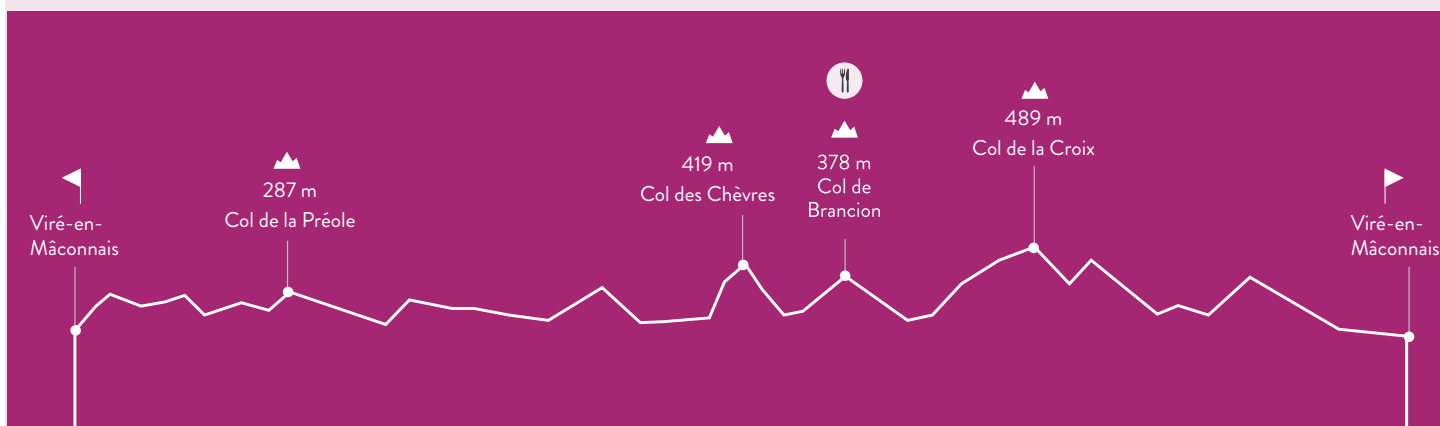 Viré-en-
Mâconnais
287 m
Col de la Préole
419 m
Col des Chèvres
378 m
Col de
Brancion
489 m
Col de la Croix
Viré-en-
Mâconnais